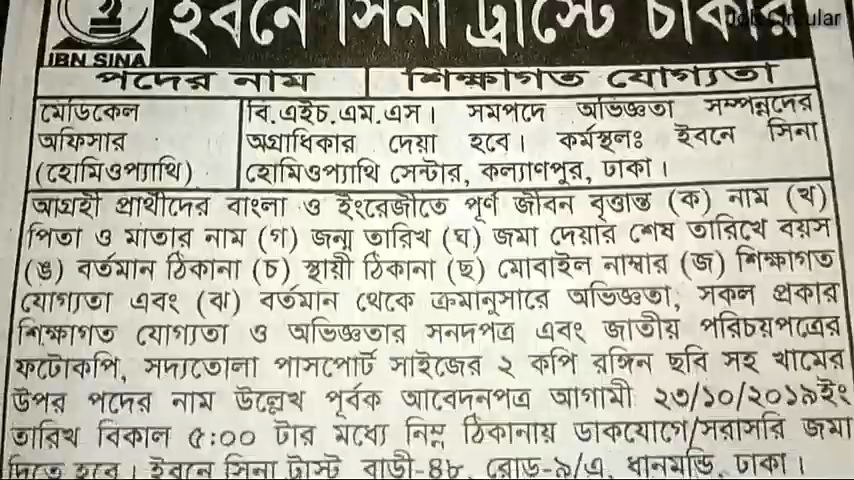 ইবনে সিনা ট্রাস্টে চাকরি
Job Circular
IBN SINA
পদের নাম
শিক্ষাগত যোগ্যতা
মেডিকেল অফিসার (হোমিওপ্যাথি)
বি.এইচ.এম.এস। সমপদে অভিজ্ঞতা সম্পন্নদের
অগ্রাধিকার দেয়া হবে। কর্মস্থলঃ ইবনে সিনা
হোমিওপ্যাথি সেন্টার, কল্যাণপুর, ঢাকা।
আগ্রহী প্রার্থীদের বাংলা ও ইংরেজীতে পূর্ণ জীবন বৃত্তান্ত (ক) নাম (খ)
পিতা ও মাতার নাম (গ) জন্ম তারিখ (ঘ) জমা দেয়ার শেষ তারিখে বয়স
(ঙ) বর্তমান ঠিকানা (চ) স্থায়ী ঠিকানা (ছ) মোবাইল নাম্বার (জ) শিক্ষাগত
যোগ্যতা এবং (ঝ) বর্তমান থেকে ক্রমানুসারে অভিজ্ঞতা, সকল প্রকার
শিক্ষাগত যোগ্যতা ও অভিজ্ঞতার সনদপত্র এবং জাতীয় পরিচয়পত্রের
ফটোকপি, সদ্যতোলা পাসপোর্ট সাইজের ২ কপি রঙ্গিন ছবি সহ খামের
উপর পদের নাম উল্লেখ পূর্বক আবেদনপত্র আগামী ২৩/১০/২০১৯ইং
তারিখ বিকাল ৫:০০ টার মধ্যে নিম্ন ঠিকানায় ডাকযোগে/সরাসরি জমা
দিতে হবে। ইবনে সিনা ট্রাস্ট বাড়ী-৪৮, রোড-৯/এ, ধানমন্ডি, ঢাকা।